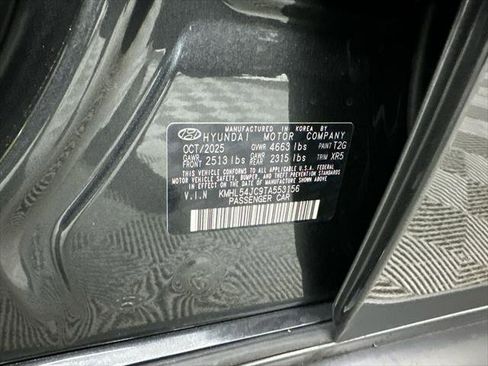 MANUFACTURED IN KOREA BY
HYUNDAI MOTOR COMPANY
OCT/2025 GVWR 4663 lbs PAINT T2G
GAWR FRONT 2513 lbs GAWR REAR 2315 lbs TRIM XR5
THIS VEHICLE CONFORMS TO ALL APPLICABLE U.S.A. FEDERAL
MOTOR VEHICLE SAFETY, BUMPER, AND THEFT PREVENTION
STANDARDS IN EFFECT ON THE DATE OF MANUFACTURE SHOWN ABOVE.
V.I.N KMHL54JC9TA553156
PASSENGER CAR